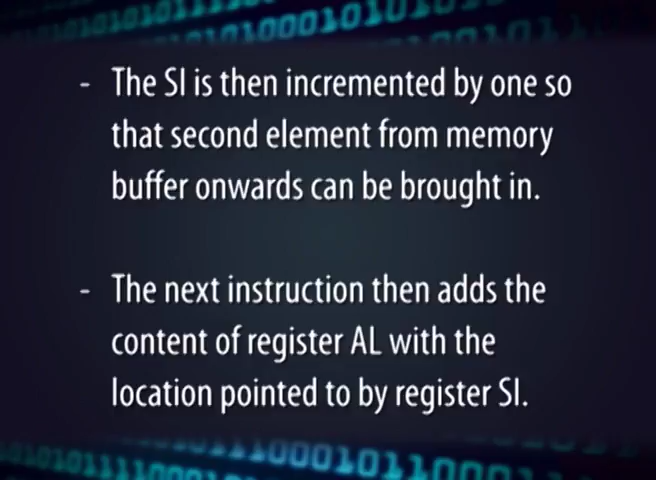 - The SI is then incremented by one so
that second element from memory
buffer onwards can be brought in.
- The next instruction then adds the
content of register AL with the
location pointed to by register SI.